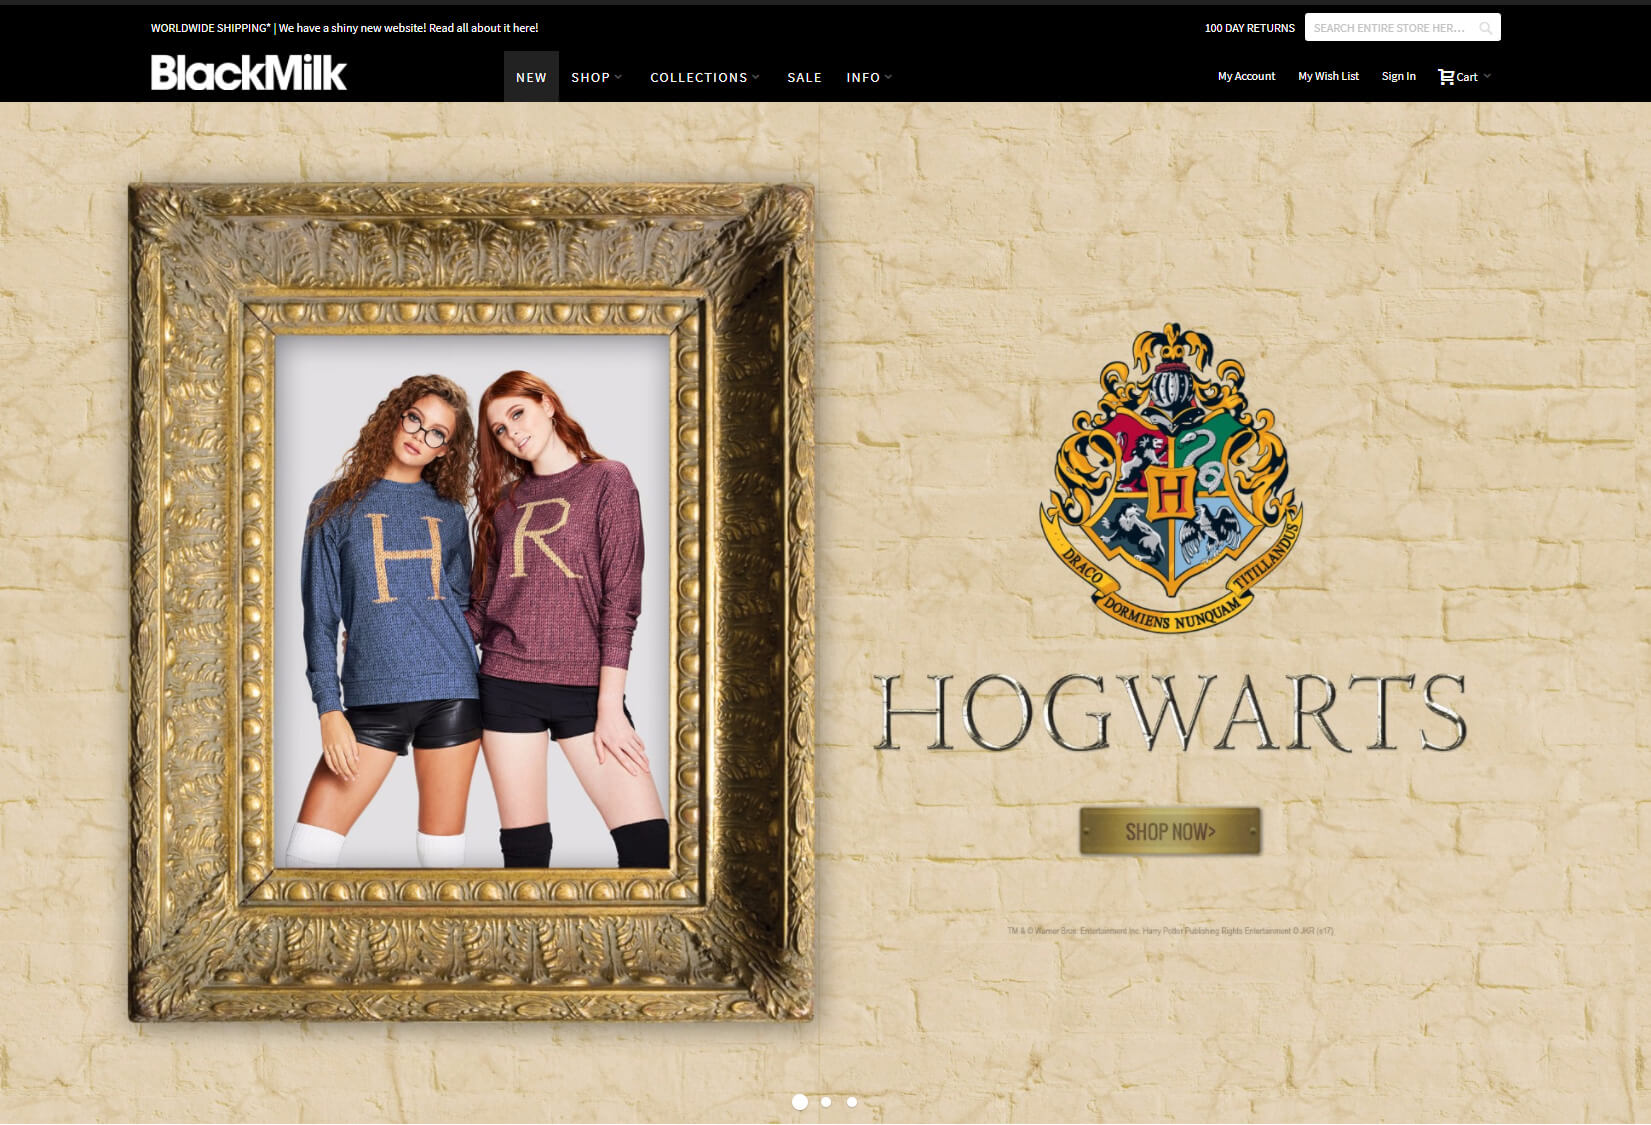 WORLDWIDE SHIPPING* | We have a shiny new website! Read all about it here!
100 DAY RETURNS
SEARCH ENTIRE STORE HER...
BlackMilk
NEW SHOP COLLECTIONS SALE INFO
My Account My Wish List Sign In Cart
H R
H
DRACO DORMIENS NUNQUAM TITILLANDUS
HOGWARTS
SHOP NOW>
TM & © Warner Bros. Entertainment Inc. Harry Potter Publishing Rights Entertainment © JKR (s17)